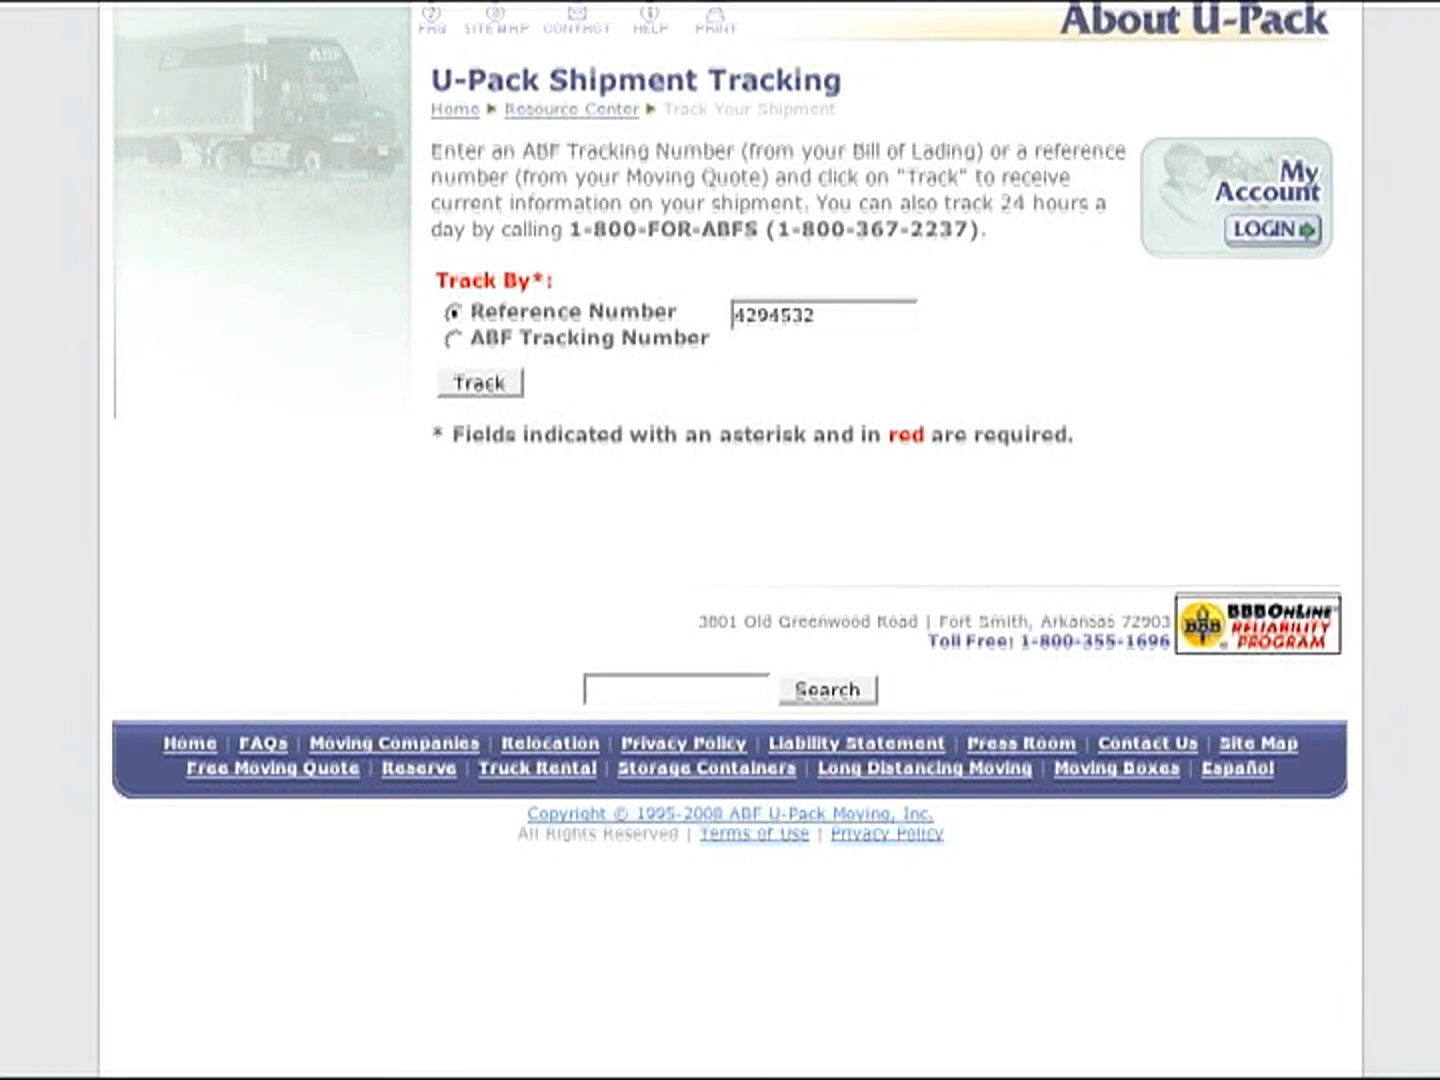 FAQ SITEMAP CONTACT HELP PRINT
About U-Pack
ABF
U-Pack Shipment Tracking
Home ▶ Resource Center ▶ Track Your Shipment
Enter an ABF Tracking Number (from your Bill of Lading) or a reference
number (from your Moving Quote) and click on "Track" to receive
current information on your shipment. You can also track 24 hours a
day by calling 1-800-FOR-ABFS (1-800-367-2237).
My
Account
LOGIN
Track By*:
Reference Number 4294532
ABF Tracking Number
Track
* Fields indicated with an asterisk and in red are required.
3801 Old Greenwood Road | Fort Smith, Arkansas 72903
Toll Free: 1-800-355-1696
BBB
BBBOnLine
RELIABILITY
PROGRAM
Search
Home | FAQs | Moving Companies | Relocation | Privacy Policy | Liability Statement | Press Room | Contact Us | Site Map
Free Moving Quote | Reserve | Truck Rental | Storage Containers | Long Distancing Moving | Moving Boxes | Español
Copyright © 1995-2008 ABF U-Pack Moving, Inc.
All Rights Reserved | Terms of Use | Privacy Policy